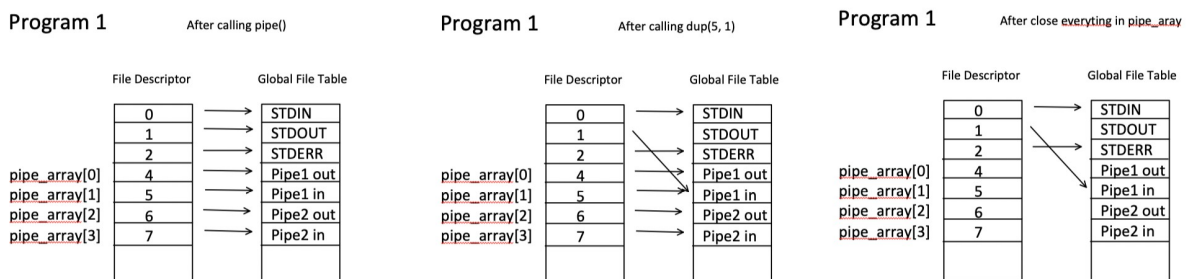 Program 1
After calling pipe()
File Descriptor
Global File Table
0
STDIN
1
STDOUT
2
STDERR
pipe_array[0]
4
Pipe1 out
pipe_array[1]
5
Pipe1 in
pipe_array[2]
6
Pipe2 out
pipe_array[3]
7
Pipe2 in
Program 1
After calling dup(5, 1)
File Descriptor
Global File Table
0
STDIN
1
STDOUT
2
STDERR
pipe_array[0]
4
Pipe1 out
pipe_array[1]
5
Pipe1 in
pipe_array[2]
6
Pipe2 out
pipe_array[3]
7
Pipe2 in
Program 1
After close everyting in pipe_aray
File Descriptor
Global File Table
0
STDIN
1
STDOUT
2
STDERR
pipe_array[0]
4
Pipe1 out
pipe_array[1]
5
Pipe1 in
pipe_array[2]
6
Pipe2 out
pipe_array[3]
7
Pipe2 in